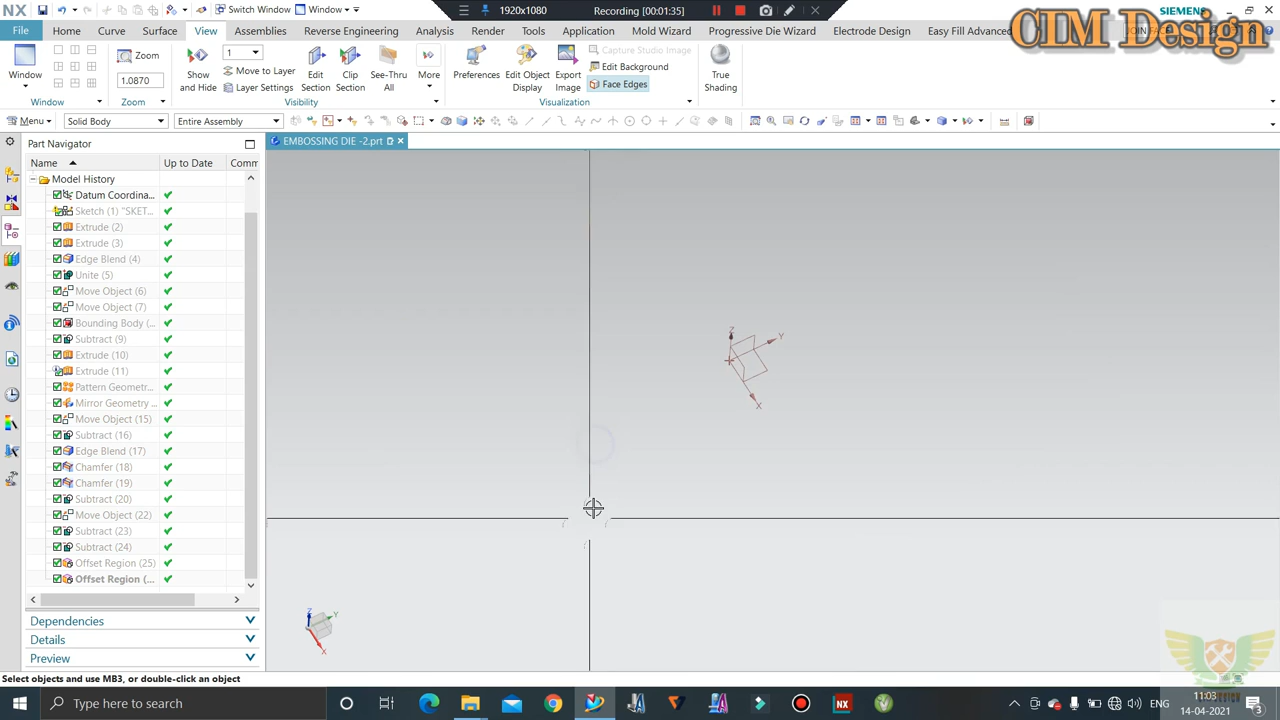 NX
Switch Window
Window
1920x1080
Recording [00:01:35]
SIEMENS
CIM Design
File
Home
Curve
Surface
View
Assemblies
Reverse Engineering
Analysis
Render
Tools
Application
Mold Wizard
Progressive Die Wizard
Electrode Design
Easy Fill Advanced
Window
Zoom
1.0870
Show and Hide
1
Move to Layer
Layer Settings
Edit Section
Clip Section
See-Thru All
More
Preferences
Edit Object Display
Export Image
Capture Studio Image
Edit Background
Face Edges
True Shading
Window
Zoom
Visibility
Visualization
Menu
Solid Body
Entire Assembly
Part Navigator
EMBOSSING DIE -2.prt
Name
Up to Date
Comm
Model History
Datum Coordina...
Sketch (1) "SKET...
Extrude (2)
Extrude (3)
Edge Blend (4)
Unite (5)
Move Object (6)
Move Object (7)
Bounding Body (...
Subtract (9)
Extrude (10)
Extrude (11)
Pattern Geometr...
Mirror Geometry ...
Move Object (15)
Subtract (16)
Edge Blend (17)
Chamfer (18)
Chamfer (19)
Subtract (20)
Move Object (22)
Subtract (23)
Subtract (24)
Offset Region (25)
Offset Region (...
Z
Y
X
Z
Y
X
Dependencies
Details
Preview
Select objects and use MB3, or double-click an object
Type here to search
ENG
11:03
14-04-2021
3